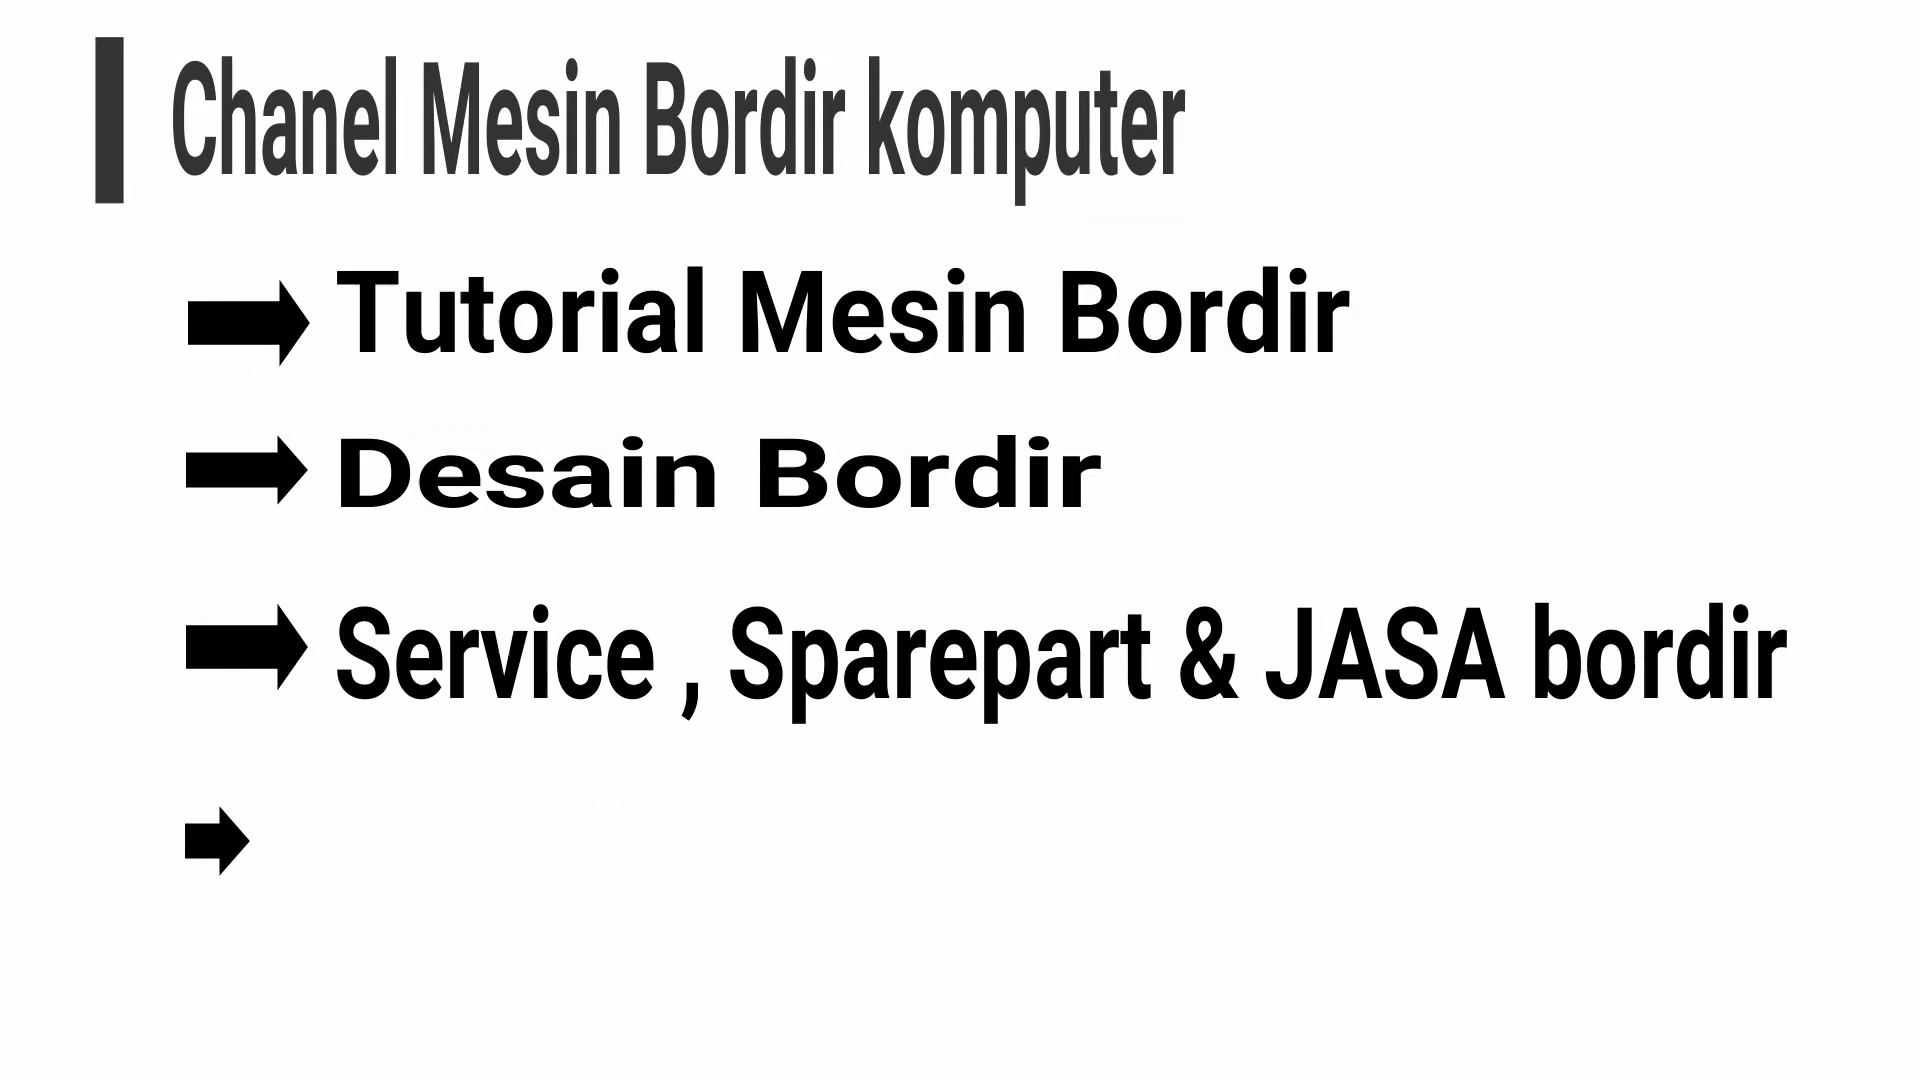 Chanel Mesin Bordir komputer
Tutorial Mesin Bordir
Desain Bordir
Service , Sparepart & JASA bordir